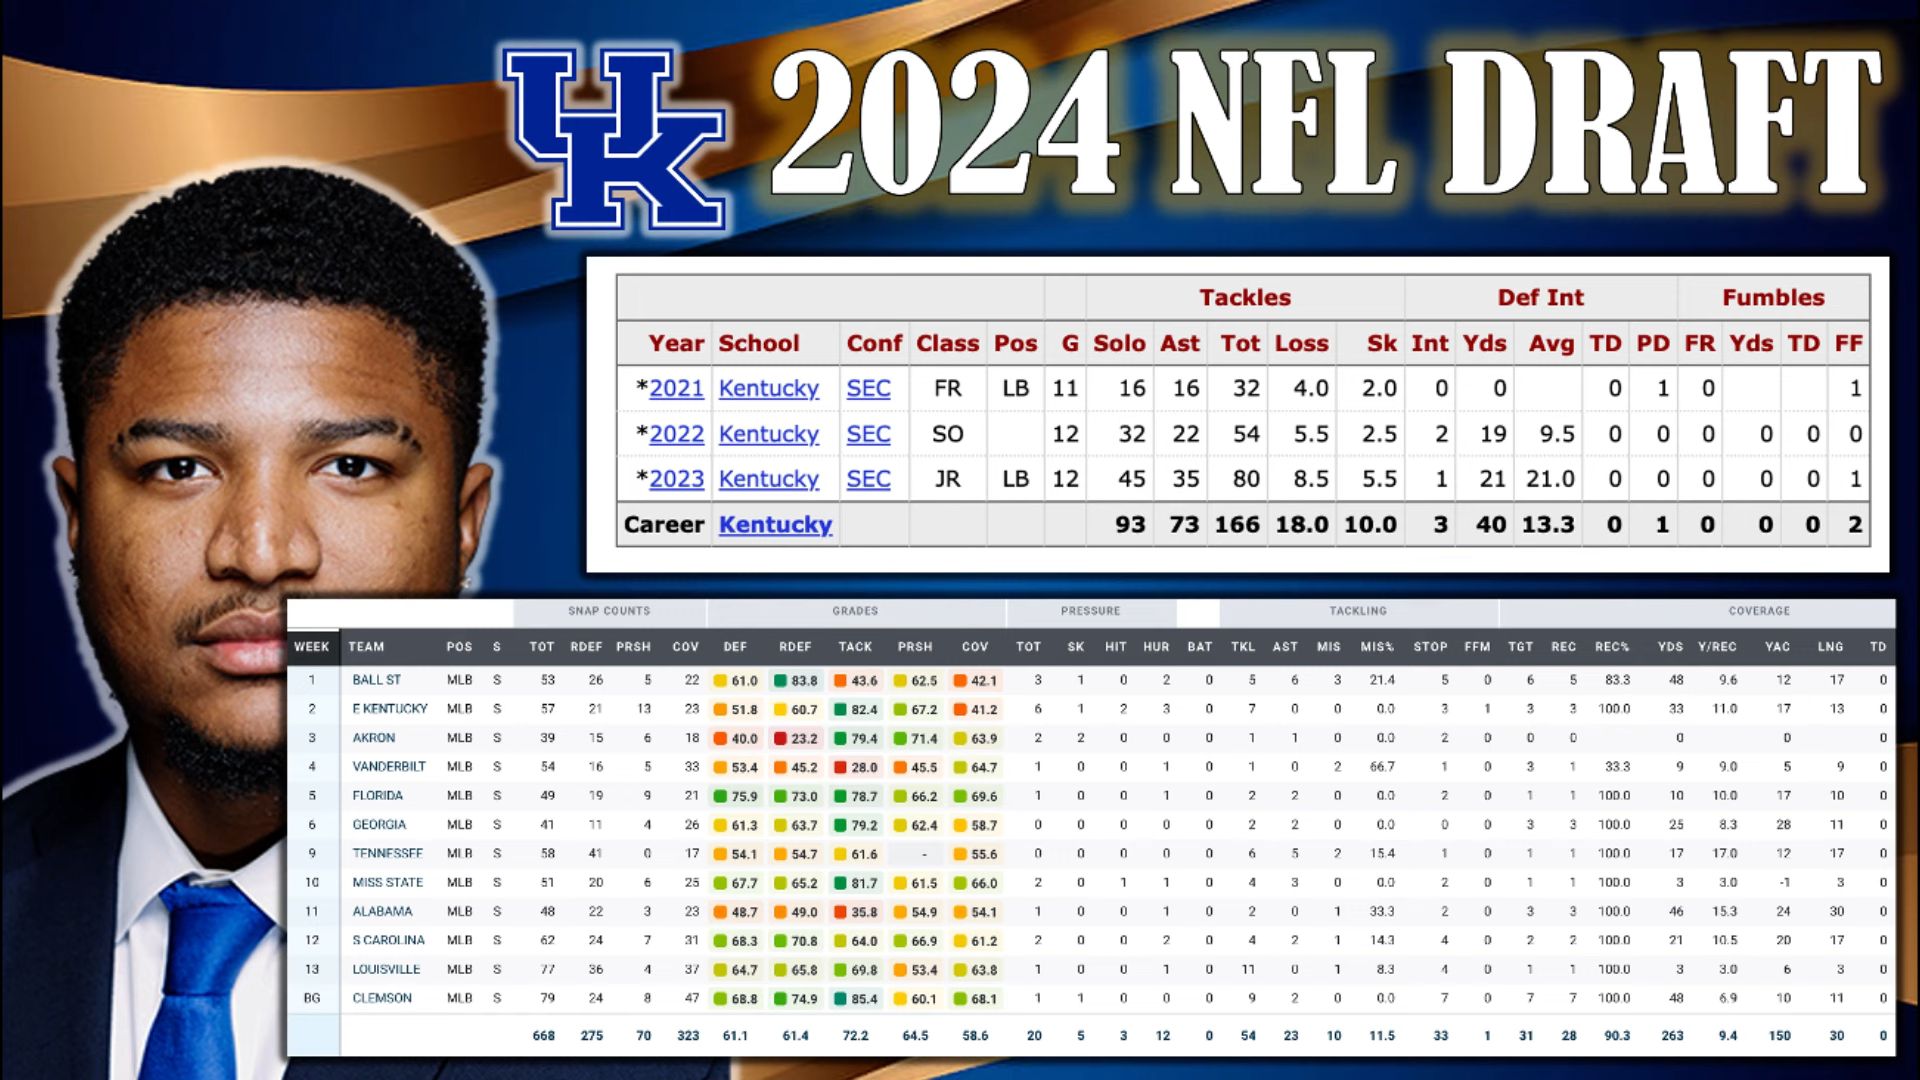 UK 2024 NFL DRAFT
Tackles Def Int Fumbles
Year School Conf Class Pos G Solo Ast Tot Loss Sk Int Yds Avg TD PD FR Yds TD FF
*2021 Kentucky SEC FR LB 11 16 16 32 4.0 2.0 0 0 0 1 0 1
*2022 Kentucky SEC SO 12 32 22 54 5.5 2.5 2 19 9.5 0 0 0 0 0 0
*2023 Kentucky SEC JR LB 12 45 35 80 8.5 5.5 1 21 21.0 0 0 0 0 0 1
Career Kentucky 93 73 166 18.0 10.0 3 40 13.3 0 1 0 0 0 2
SNAP COUNTS GRADES PRESSURE TACKLING COVERAGE
WEEK TEAM POS S TOT RDEF PRSH COV DEF RDEF TACK PRSH COV TOT SK HIT HUR BAT TKL AST MIS MIS% STOP FFM TGT REC REC% YDS Y/REC YAC LNG TD
1 BALL ST MLB S 53 26 5 22 61.0 83.8 43.6 62.5 42.1 3 1 0 2 0 5 6 3 21.4 5 0 6 5 83.3 48 9.6 12 17 0
2 E KENTUCKY MLB S 57 21 13 23 51.8 60.7 82.4 67.2 41.2 6 1 2 3 0 7 0 0 0.0 3 1 3 3 100.0 33 11.0 17 13 0
3 AKRON MLB S 39 15 6 18 40.0 23.2 79.4 71.4 63.9 2 2 0 0 0 1 1 0 0.0 2 0 0 0 0 0 0
4 VANDERBILT MLB S 54 16 5 33 53.4 45.2 28.0 45.5 64.7 1 0 0 1 0 1 0 2 66.7 1 0 3 1 33.3 9 9.0 5 9 0
5 FLORIDA MLB S 49 19 9 21 75.9 73.0 78.7 66.2 69.6 1 0 0 1 0 2 2 0 0.0 2 0 1 1 100.0 10 10.0 17 10 0
6 GEORGIA MLB S 41 11 4 26 61.3 63.7 79.2 62.4 58.7 0 0 0 0 0 2 2 0 0.0 0 0 3 3 100.0 25 8.3 28 11 0
9 TENNESSEE MLB S 58 41 0 17 54.1 54.7 61.6 - 55.6 0 0 0 0 0 6 5 2 15.4 1 0 1 1 100.0 17 17.0 12 17 0
10 MISS STATE MLB S 51 20 6 25 67.7 65.2 81.7 61.5 66.0 2 0 1 1 0 4 3 0 0.0 2 0 1 1 100.0 3 3.0 -1 3 0
11 ALABAMA MLB S 48 22 3 23 48.7 49.0 35.8 54.9 54.1 1 0 0 1 0 2 0 1 33.3 2 0 3 3 100.0 46 15.3 24 30 0
12 S CAROLINA MLB S 62 24 7 31 68.3 70.8 64.0 66.9 61.2 2 0 0 2 0 4 2 1 14.3 4 0 2 2 100.0 21 10.5 20 17 0
13 LOUISVILLE MLB S 77 36 4 37 64.7 65.8 69.8 53.4 63.8 1 0 0 1 0 11 0 1 8.3 4 0 1 1 100.0 3 3.0 6 3 0
BG CLEMSON MLB S 79 24 8 47 68.8 74.9 85.4 60.1 68.1 1 1 0 0 0 9 2 0 0.0 7 0 7 7 100.0 48 6.9 10 11 0
668 275 70 323 61.1 61.4 72.2 64.5 58.6 20 5 3 12 0 54 23 10 11.5 33 1 31 28 90.3 263 9.4 150 30 0